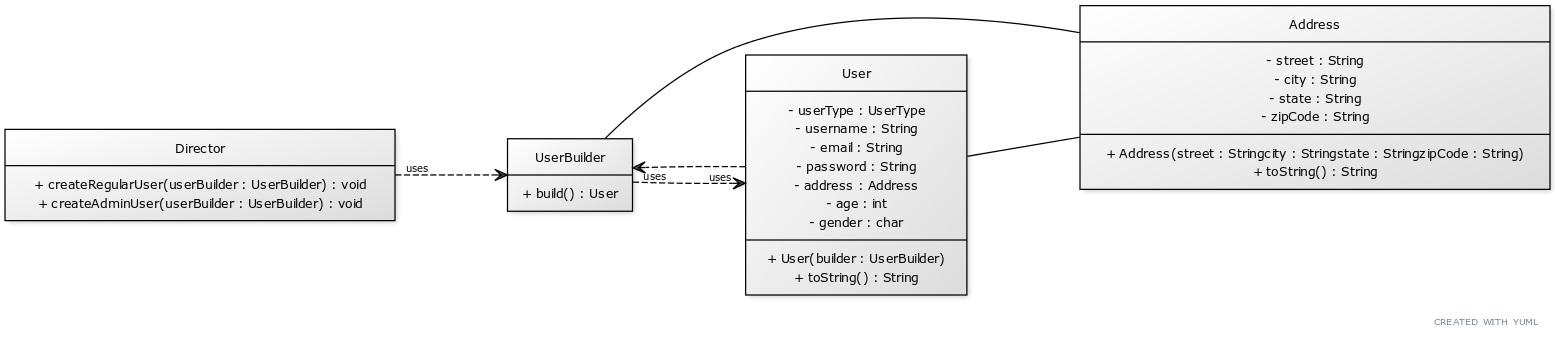 Director
+ createRegularUser(userBuilder : UserBuilder) : void
+ createAdminUser(userBuilder : UserBuilder) : void
uses
UserBuilder
+ build() : User
uses
uses
User
- userType : UserType
- username : String
- email : String
- password : String
- address : Address
- age : int
- gender : char
+ User(builder : UserBuilder)
+ toString() : String
Address
- street : String
- city : String
- state : String
- zipCode : String
+ Address(street : Stringcity : Stringstate : StringzipCode : String)
+ toString() : String
CREATED WITH YUML